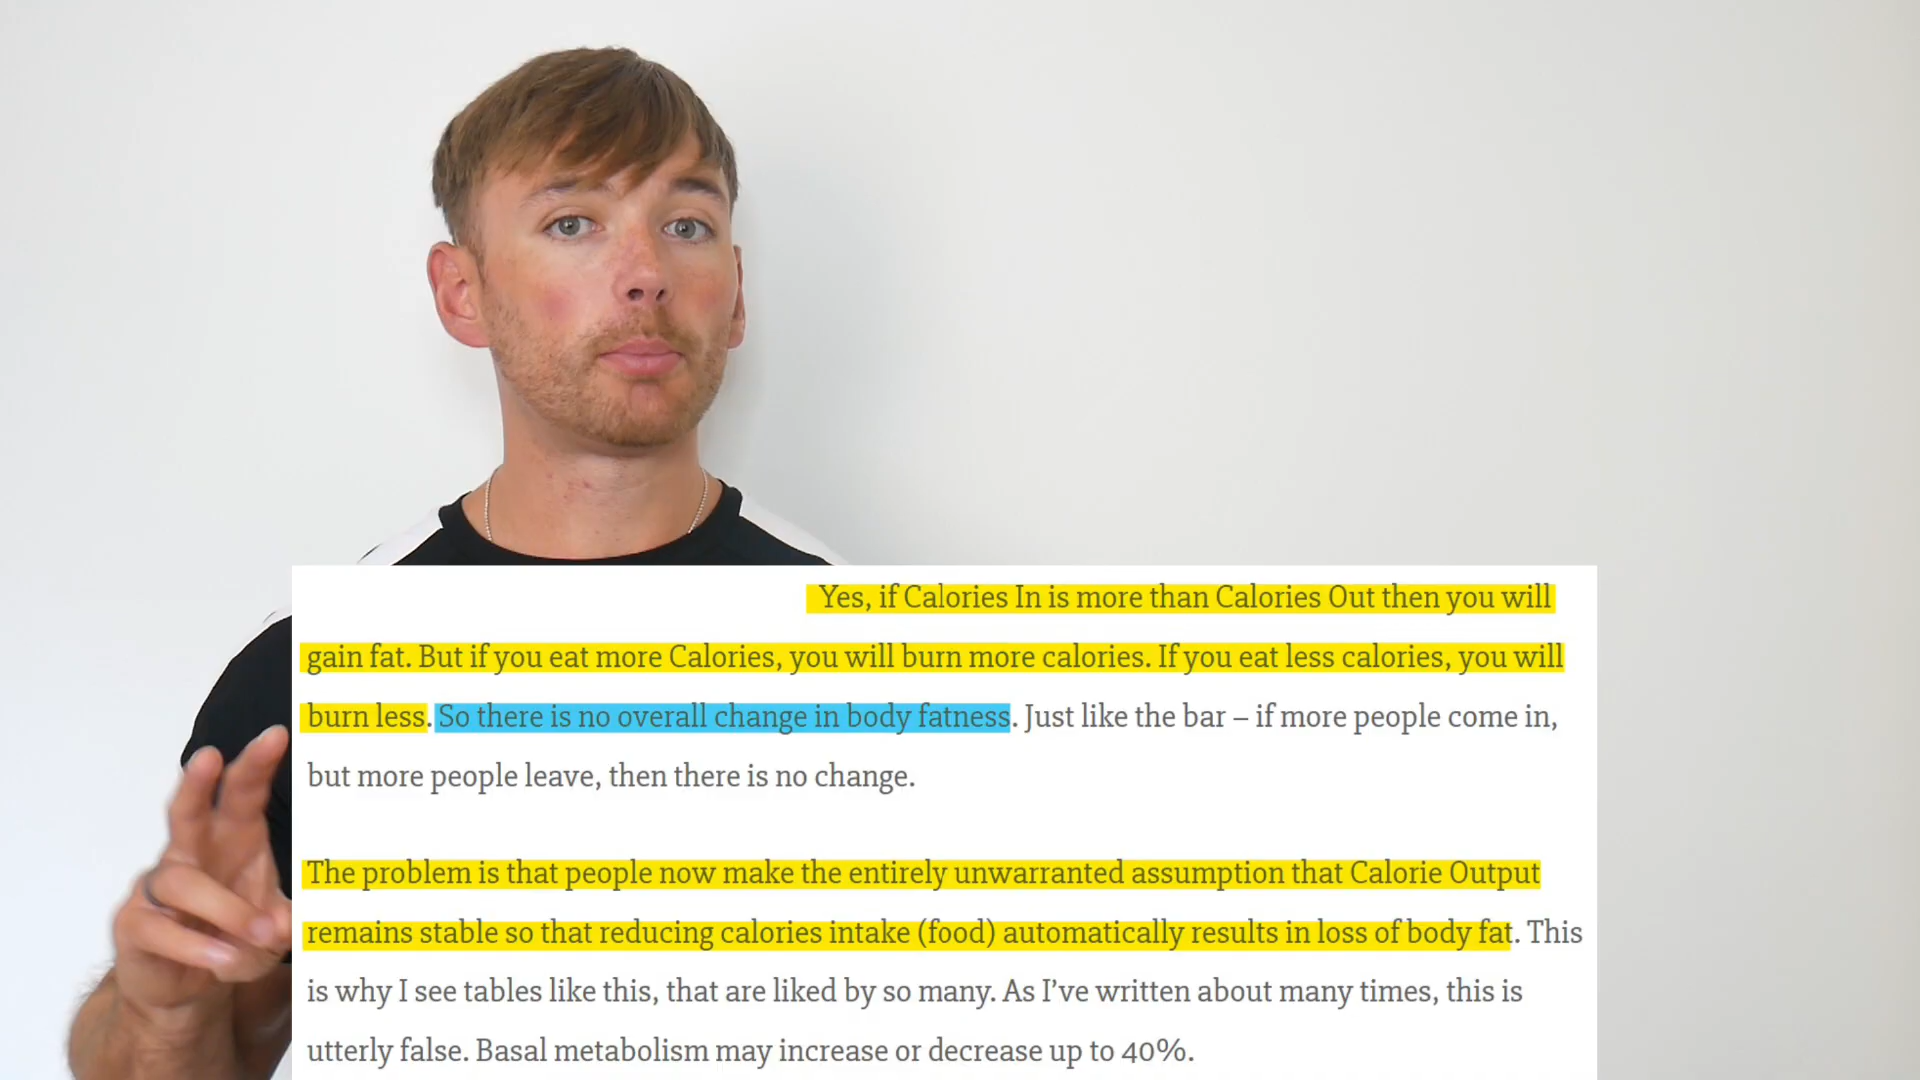 Yes, if Calories In is more than Calories Out then you will
gain fat. But if you eat more Calories, you will burn more calories. If you eat less calories, you will
burn less. So there is no overall change in body fatness. Just like the bar – if more people come in,
but more people leave, then there is no change.
The problem is that people now make the entirely unwarranted assumption that Calorie Output
remains stable so that reducing calories intake (food) automatically results in loss of body fat. This
is why I see tables like this, that are liked by so many. As I’ve written about many times, this is
utterly false. Basal metabolism may increase or decrease up to 40%.